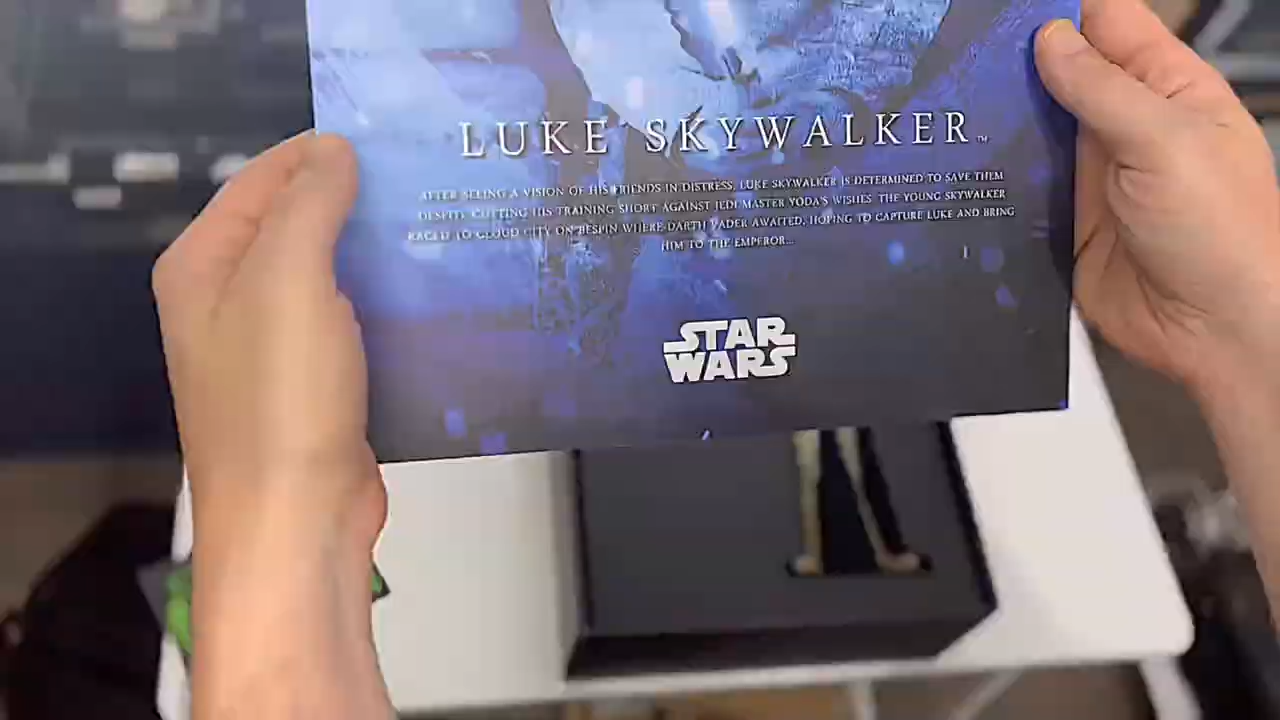 LUKE SKYWALKER™
AFTER SEEING A VISION OF HIS FRIENDS IN DISTRESS, LUKE SKYWALKER IS DETERMINED TO SAVE THEM
DESPITE CUTTING HIS TRAINING SHORT AGAINST JEDI MASTER YODA'S WISHES. THE YOUNG SKYWALKER
RACED TO CLOUD CITY ON BESPIN WHERE DARTH VADER AWAITED, HOPING TO CAPTURE LUKE AND BRING
HIM TO THE EMPEROR...
STAR
WARS